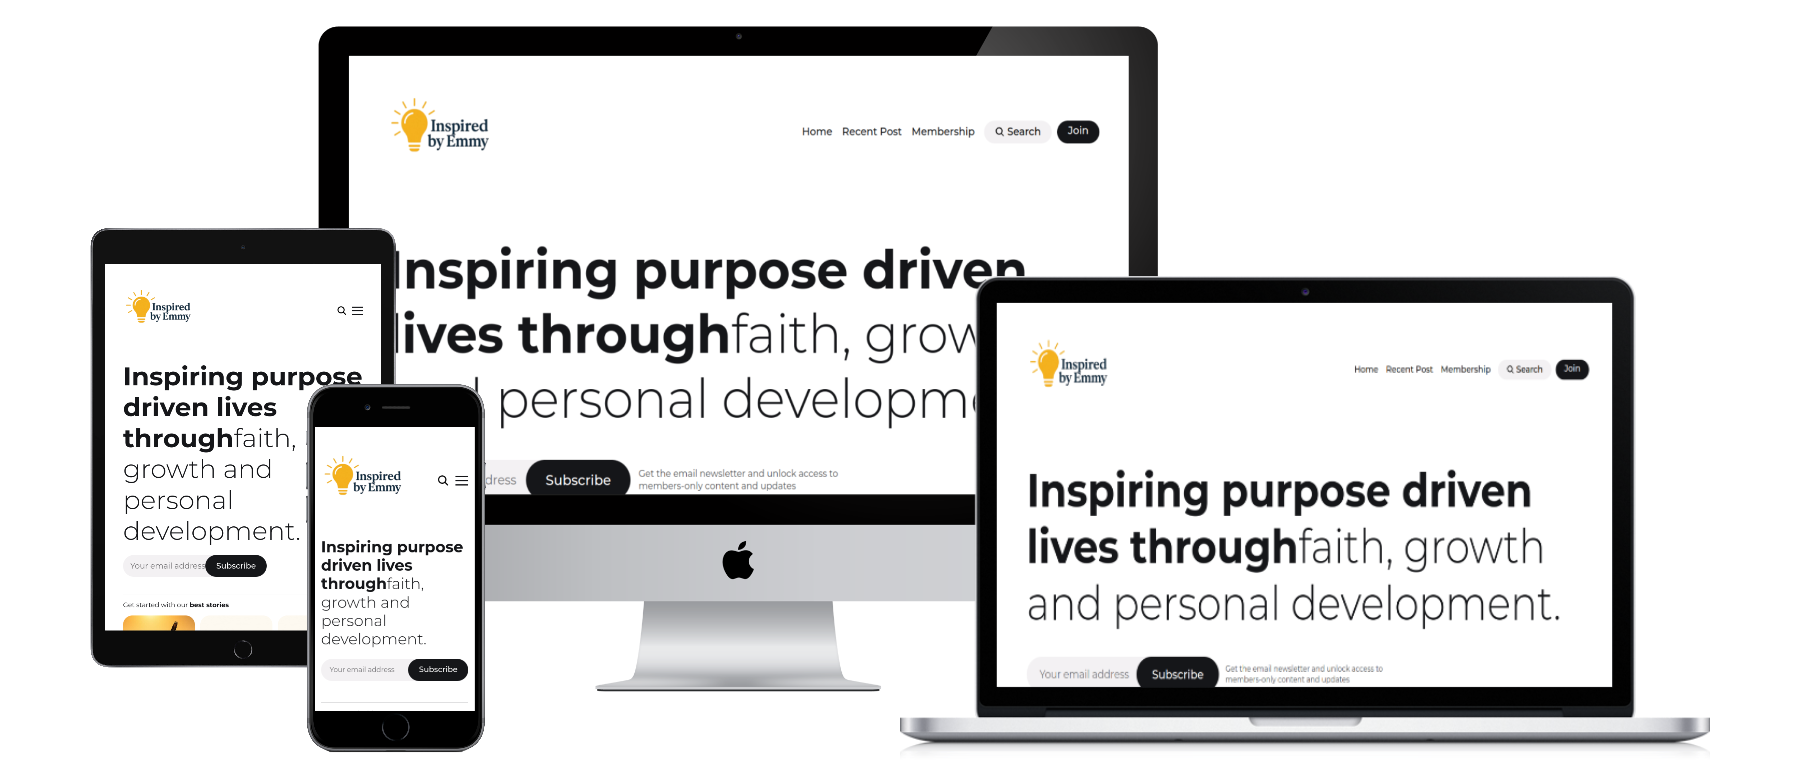 Inspired
by Emmy
Home Recent Post Membership Search Join
Inspiring purpose driven
lives throughfaith, grow
personal developm
dress Subscribe
Get the email newsletter and unlock access to
members-only content and updates
Inspired
by Emmy
Inspiring purpose
driven lives
throughfaith,
growth and
personal
development.
Your email address Subscribe
Get started with our best stories
Inspired
by Emmy
Inspiring purpose
driven lives
throughfaith,
growth and
personal
development.
Your email address Subscribe
Inspired
by Emmy
Home Recent Post Membership Search Join
Inspiring purpose driven
lives throughfaith, growth
and personal development.
Your email address Subscribe
Get the email newsletter and unlock access to
members-only content and updates